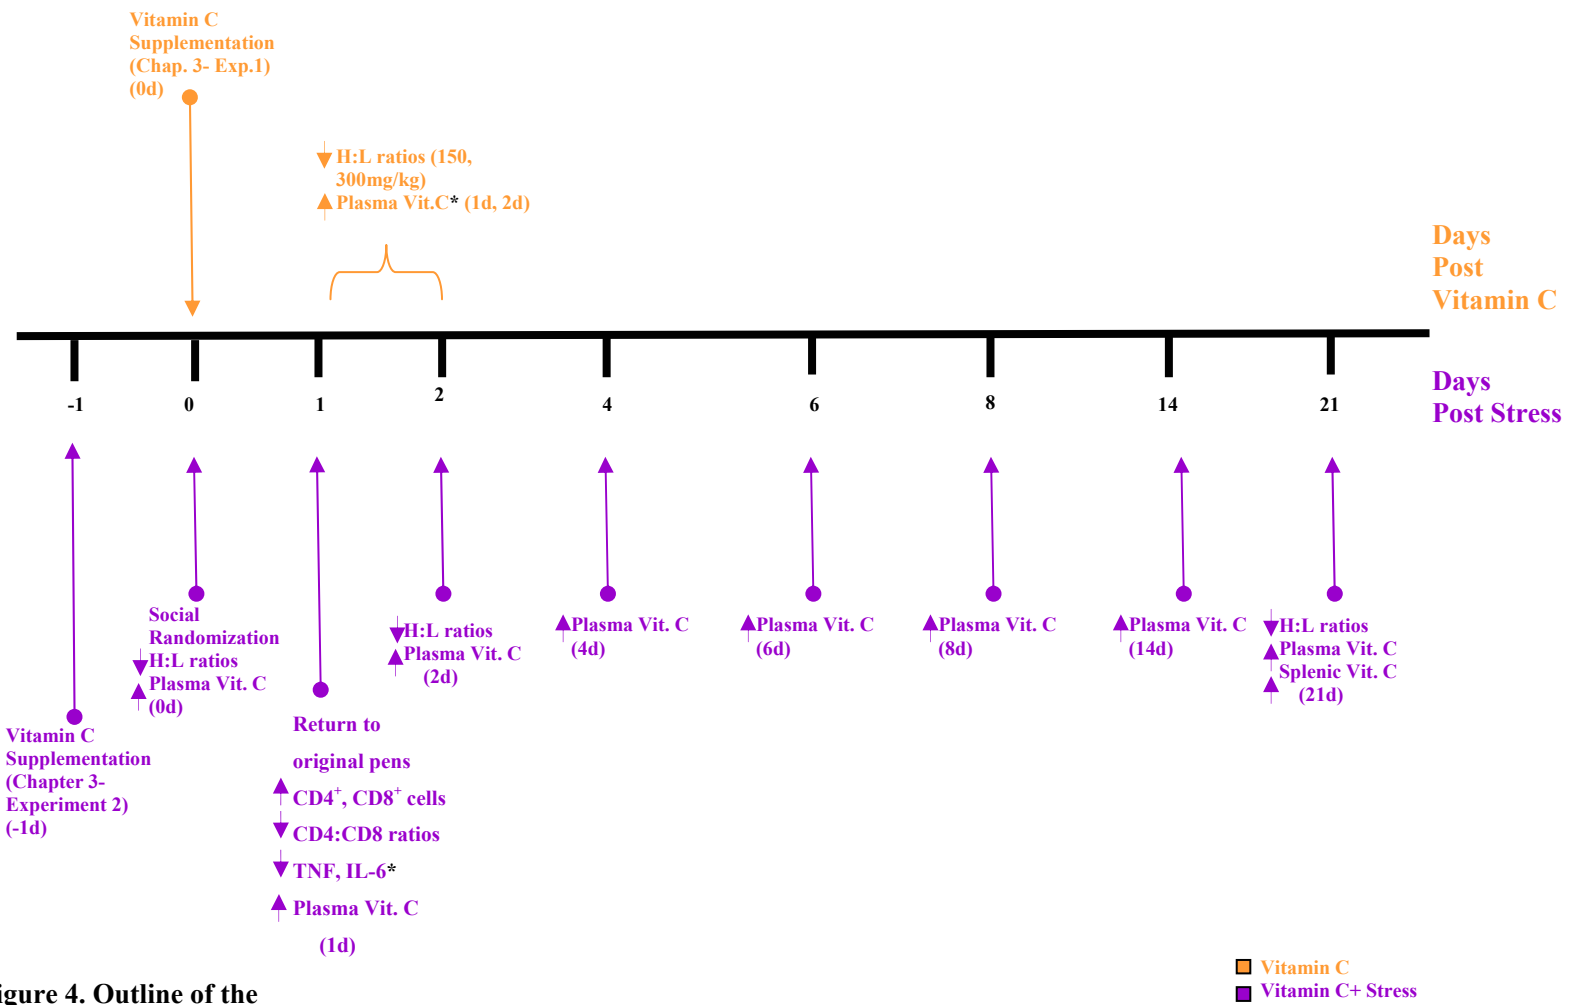 Vitamin C
Supplementation
(Chap. 3- Exp.1)
(0d)
H:L ratios (150,
300mg/kg)
Plasma Vit.C* (1d, 2d)
Days
Post
Vitamin C
-1
0
1
2
4
6
8
14
21
Days
Post Stress
Vitamin C
Supplementation
(Chapter 3-
Experiment 2)
(-1d)
Social
Randomization
H:L ratios
Plasma Vit. C
(0d)
Return to
original pens
CD4⁺, CD8⁺ cells
CD4:CD8 ratios
TNF, IL-6*
Plasma Vit. C
(1d)
H:L ratios
Plasma Vit. C
(2d)
Plasma Vit. C
(4d)
Plasma Vit. C
(6d)
Plasma Vit. C
(8d)
Plasma Vit. C
(14d)
H:L ratios
Plasma Vit. C
Splenic Vit. C
(21d)
Vitamin C
Vitamin C+ Stress
igure 4. Outline of the